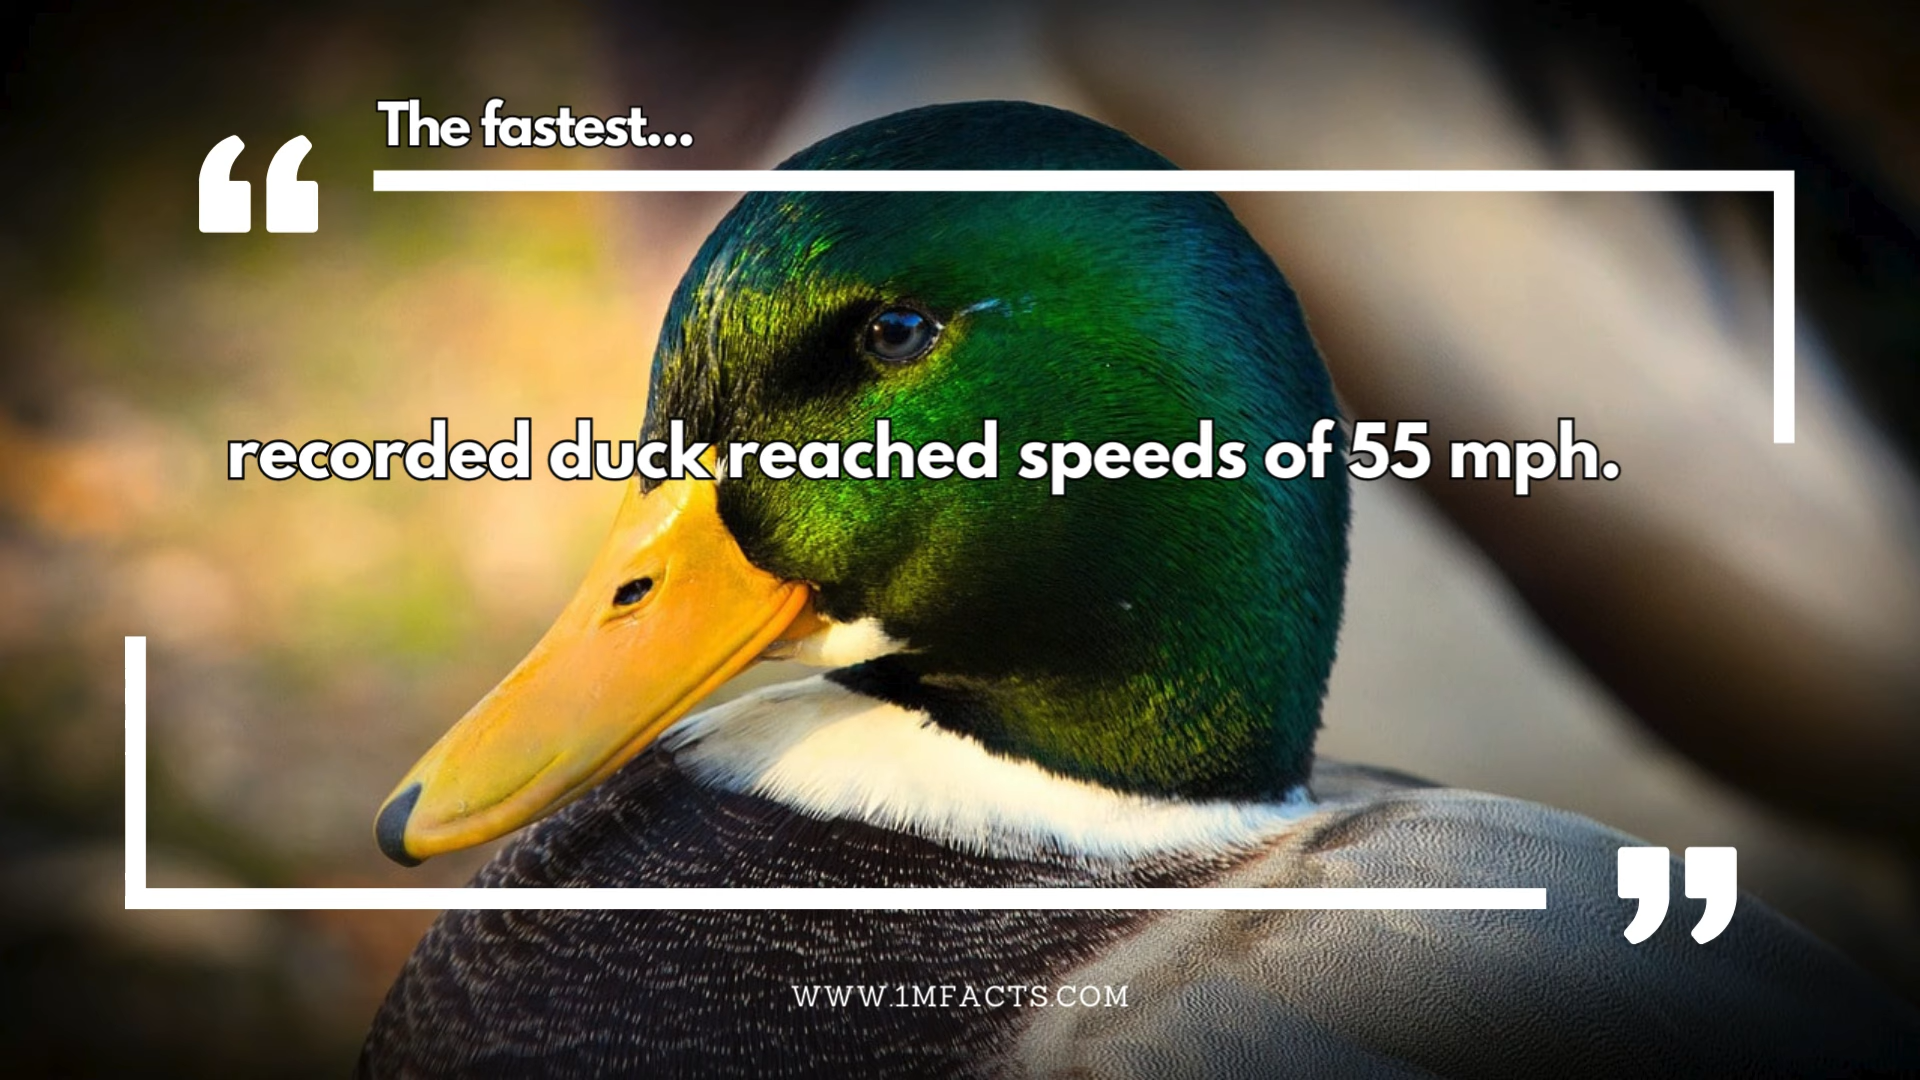 “
The fastest...
recorded duck reached speeds of 55 mph.
”
WWW.1MFACTS.COM